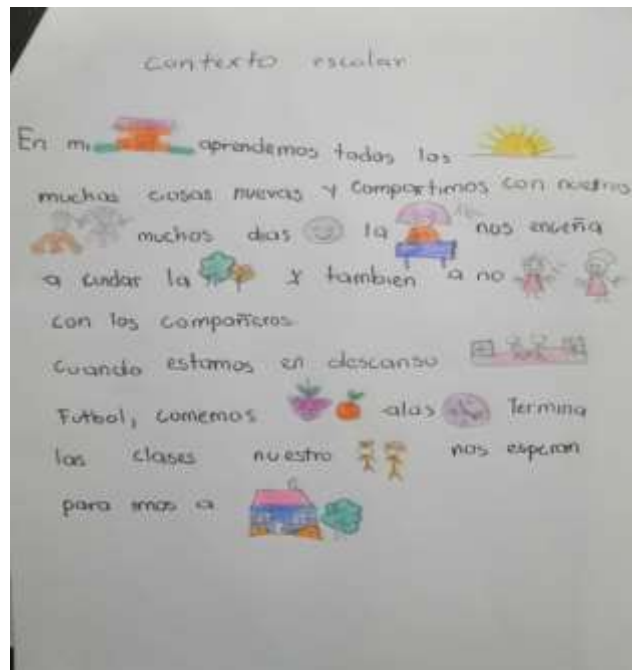 contexto escolar
En mi aprendemos todos los
muchas cosas nuevas y compartimos con nuestros
muchos dias la nos enceña
a cuidar la y tambien a no
con los compañeros
cuando estamos en descanso
Futbol, comemos alas Termina
las clases nuestro nos esperan
para irnos a